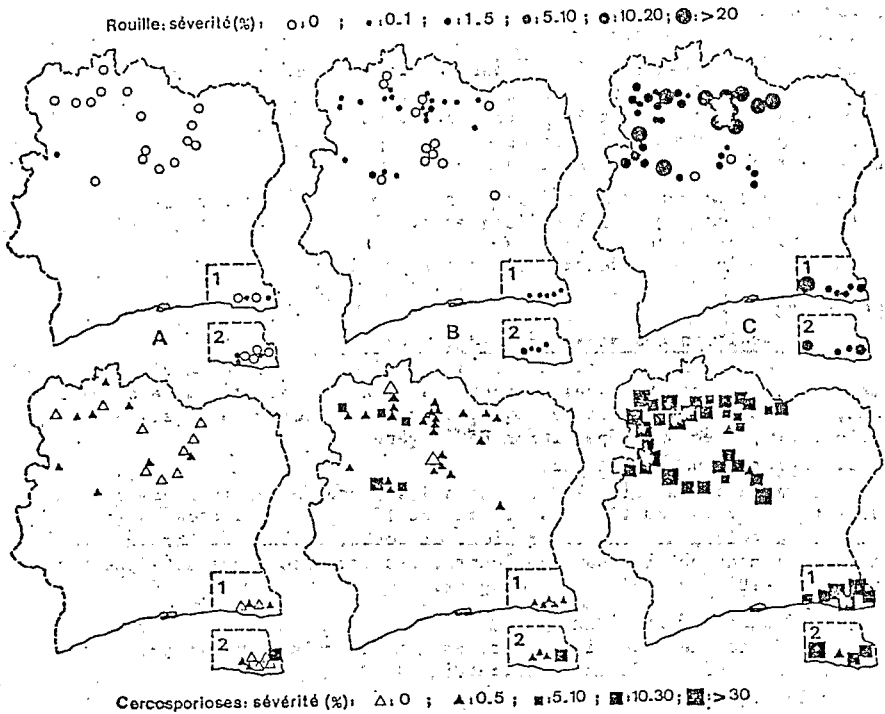 Rouille: séverité (%): ○:0 ; •:0.1 ; •:1.5 ; •:5.10 ; •:10.20 ; ●:>20
1
1
1
2
A
2
B
2
C
1
1
1
2
2
2
Cercosporioses: sévérité (%): △:0 ; ▲:0.5 ; ■:5.10 ; ■:10.30 ; ■:>30